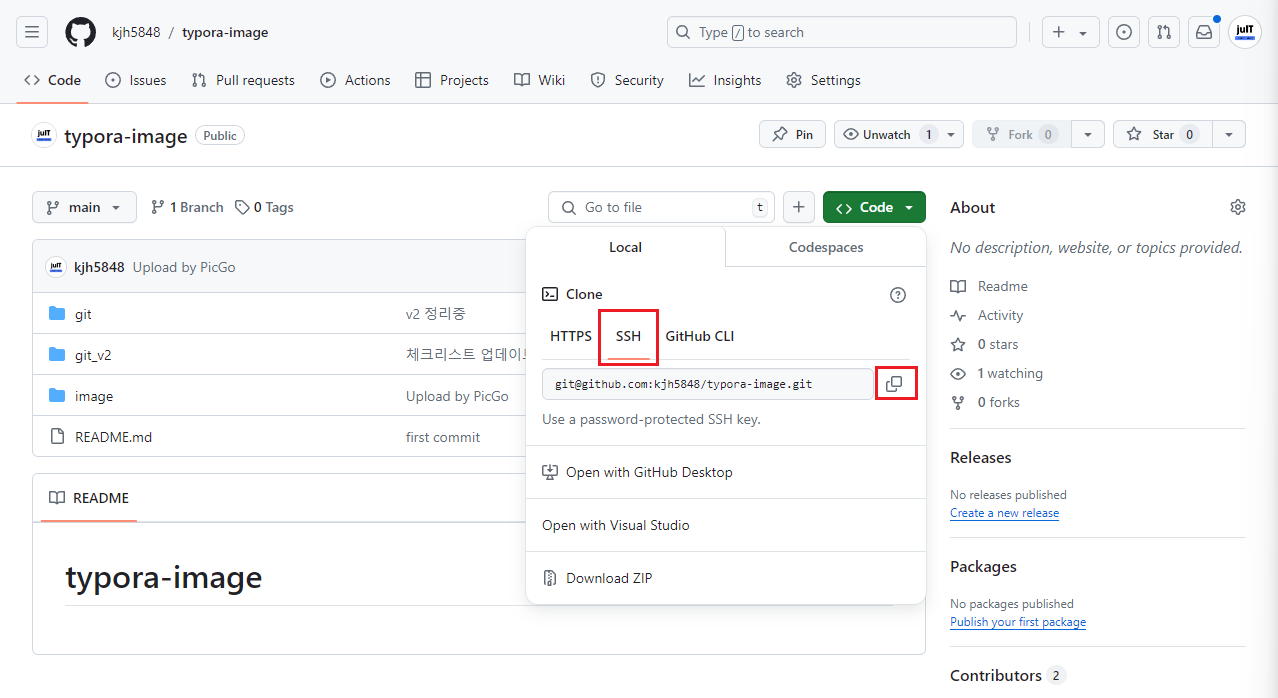 kjh5848 / typora-image
Type / to search
juIT
Code Issues Pull requests Actions Projects Wiki Security Insights Settings
juIT typora-image Public
Pin Unwatch 1 Fork 0 Star 0
main 1 Branch 0 Tags
Go to file t
Code
About
No description, website, or topics provided.
Readme
Activity
0 stars
1 watching
0 forks
Releases
No releases published
Create a new release
Packages
No packages published
Publish your first package
Contributors 2
juIT kjh5848 Upload by PicGo
git v2 정리중
git_v2 체크리스트
image Upload by PicGo
README.md first commit
README
typora-image
Local Codespaces
Clone
HTTPS SSH GitHub CLI
git@github.com:kjh5848/typora-image.git
Use a password-protected SSH key.
Open with GitHub Desktop
Open with Visual Studio
Download ZIP